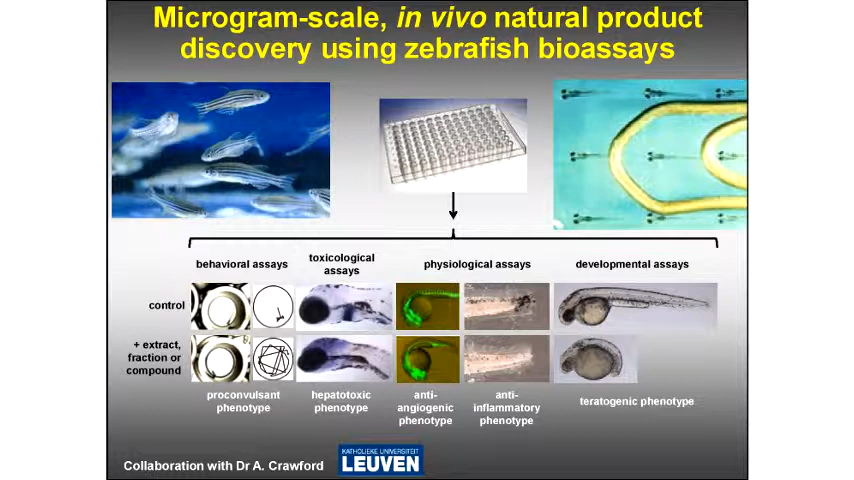 Microgram-scale, in vivo natural product
discovery using zebrafish bioassays
behavioral assays
toxicological
assays
physiological assays
developmental assays
control
+ extract,
fraction or
compound
proconvulsant
phenotype
hepatotoxic
phenotype
anti-
angiogenic
phenotype
anti-
inflammatory
phenotype
teratogenic phenotype
Collaboration with Dr A. Crawford
KATHOLIEKE UNIVERSITEIT
LEUVEN